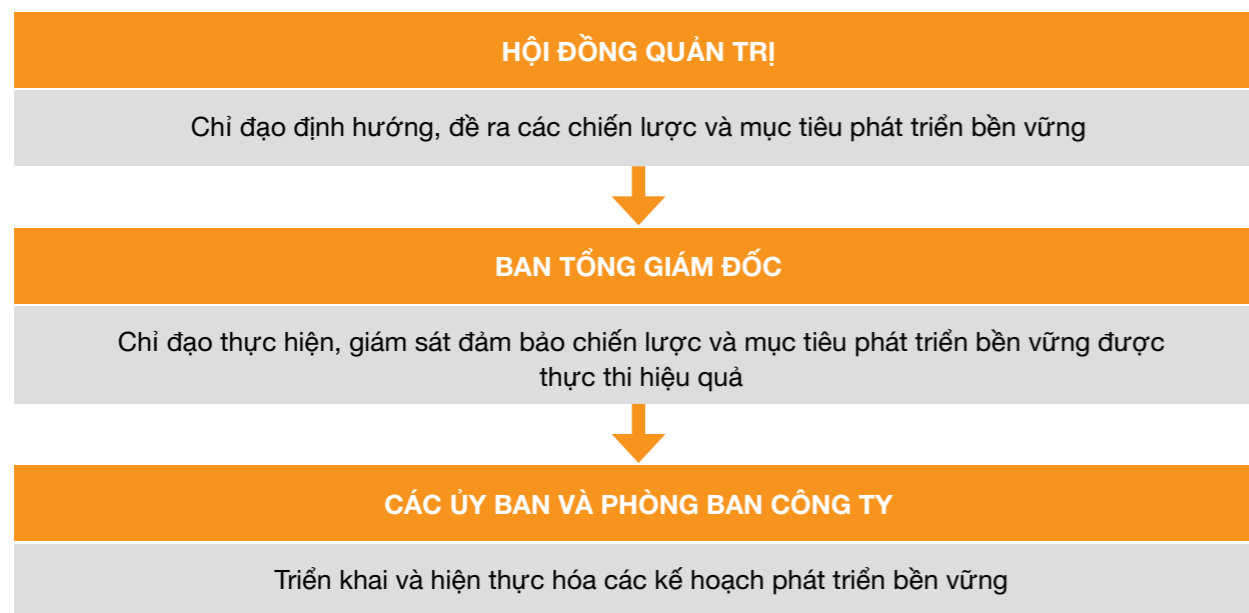 HỘI ĐỒNG QUẢN TRỊ
Chỉ đạo định hướng, đề ra các chiến lược và mục tiêu phát triển bền vững
BAN TỔNG GIÁM ĐỐC
Chỉ đạo thực hiện, giám sát đảm bảo chiến lược và mục tiêu phát triển bền vững được
thực thi hiệu quả
CÁC ỦY BAN VÀ PHÒNG BAN CÔNG TY
Triển khai và hiện thực hóa các kế hoạch phát triển bền vững